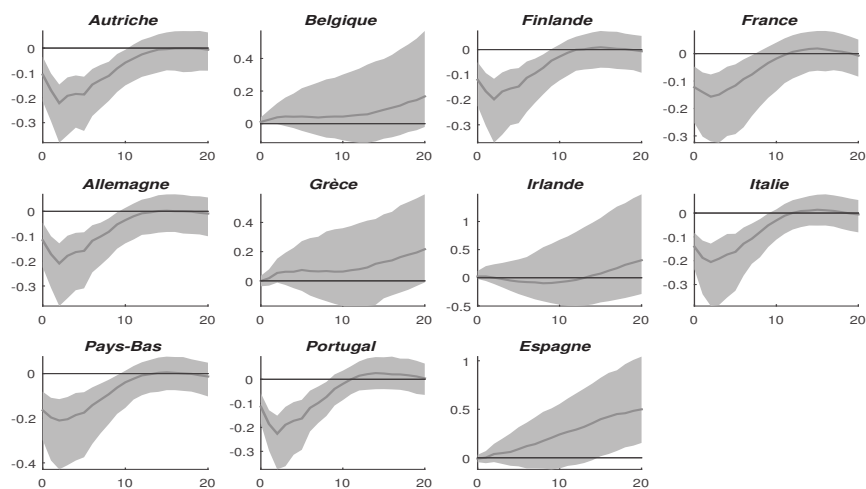 Autriche Belgique Finlande France
0 0.4 0 0
-0.1 -0.1 -0.1
-0.2 0.2 -0.2 -0.2
-0.3 0 -0.3 -0.3
0 10 20 0 10 20 0 10 20 0 10 20
Allemagne Grèce Irlande Italie
0 0.4 1 0
-0.1 0.2 0.5 -0.1
-0.2 0 -0.2
-0.3 0 -0.5 -0.3
0 10 20 0 10 20 0 10 20 0 10 20
Pays-Bas Portugal Espagne
0 0 1
-0.1
-0.2 -0.2 0.5
-0.3
-0.4 0
0 10 20 0 10 20 0 10 20